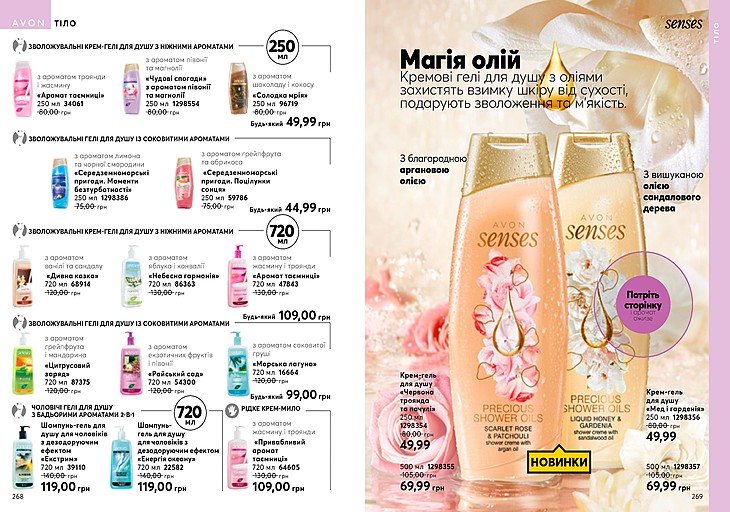 AVON ТІЛО
ЗВОЛОЖУВАЛЬНІ КРЕМ-ГЕЛІ ДЛЯ ДУШУ З НІЖНИМИ АРОМАТАМИ
250
МЛ
з ароматом троянди
і жасмину
«Аромат таємниці»
250 мл 34061
80,00 грн
з ароматом півонії
та магнолії
«Чудові спогади»
з ароматом півонії
та магнолії
250 мл 1298554
80,00 грн
з ароматом
шоколаду і кокосу
«Солодка мрія»
250 мл 96719
80,00 грн
Будь-який 49,99 грн
ЗВОЛОЖУВАЛЬНІ ГЕЛІ ДЛЯ ДУШУ ІЗ СОКОВИТИМИ АРОМАТАМИ
з ароматом лимона
та чорної смородини
«Середземноморські
пригоди. Моменти
безтурботності»
250 мл 1298386
75,00 грн
з ароматом грейпфрута
та абрикоса
«Середземноморські
пригоди. Поцілунки
сонця»
250 мл 59786
75,00 грн
Будь-який 44,99 грн
ЗВОЛОЖУВАЛЬНІ КРЕМ-ГЕЛІ ДЛЯ ДУШУ З НІЖНИМИ АРОМАТАМИ
720
МЛ
з ароматом
ванілі та сандалу
«Дивна казка»
720 мл 68914
120,00 грн
з ароматом
яблука і конвалії
«Небесна гармонія»
720 мл 86363
130,00 грн
з ароматом
жасмину і троянди
«Аромат таємниці»
720 мл 47843
130,00 грн
Будь-який 109,00 грн
ЗВОЛОЖУВАЛЬНІ ГЕЛІ ДЛЯ ДУШУ ІЗ СОКОВИТИМИ АРОМАТАМИ
з ароматом
грейпфрута
і мандарина
«Цитрусовий
заряд»
720 мл 87375
120,00 грн
з ароматом
екзатичних фруктів
і півонії
«Райський сад»
720 мл 54300
120,00 грн
з ароматом соковитої
груші
«Морська лагуна»
720 мл 16664
120,00 грн
Будь-який 99,00 грн
ЧОЛОВІЧІ ГЕЛІ ДЛЯ ДУШУ
З БАДЬОРИМИ АРОМАТАМИ 2-В-1
720
МЛ
Шампунь-гель для
душу для чоловіків
з дезодоруючим
ефектом
«Екстрим»
720 мл 39110
140,00 грн
119,00 грн
Шампунь-
гель для душу
для чоловіків з
дезодоруючим
ефектом
«Енергія океану»
720 мл 22582
140,00 грн
119,00 грн
РІДКЕ КРЕМ-МИЛО
з ароматом
жасмину і троянди
«Привабливий
аромат
таємниці»
720 мл 64605
130,00 грн
109,00 грн
268
senses
ТІЛО
Магія олій
Кремові гелі для душу з оліями
захистять взимку шкіру від сухості,
подарують зволоження та м'якість.
З благородною
аргановою
олією
З вишуканою
олією
сандалового
дерева
AVON
senses
PRECIOUS
SHOWER OILS
SCARLET ROSE
& PATCHOULI
shower creme with
argan oil
AVON
senses
PRECIOUS
SHOWER OILS
LIQUID HONEY &
GARDENIA
shower creme with
sandalwood oil
Потріть
сторінку
і аромат
оживе
Крем-гель
для душу
«Червона
троянда
та пачулі»
250 мл
1298354
80,00 грн
49,99
500 мл 1298355
105,00 грн
69,99 грн
НОВИНКИ
Крем-гель
для душу
«Мед і гарденія»
250 мл 1298356
80,00 грн
49,99
500 мл 1298357
105,00 грн
69,99 грн
269